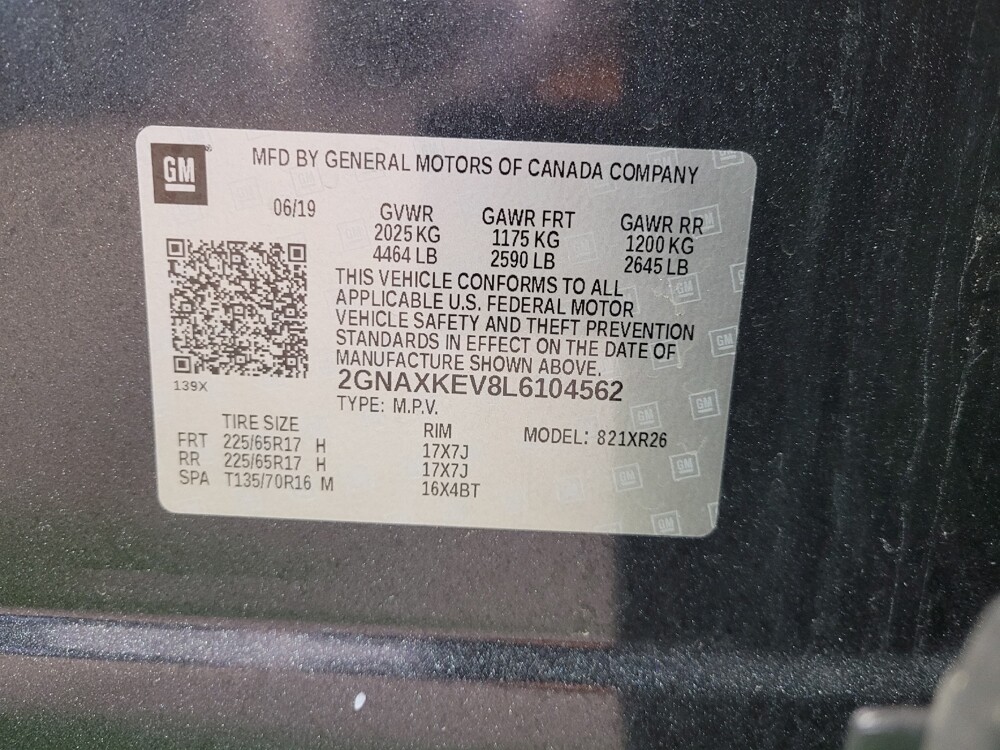 GM
MFD BY GENERAL MOTORS OF CANADA COMPANY
06/19
GVWR GAWR FRT GAWR RR
2025 KG 1175 KG 1200 KG
4464 LB 2590 LB 2645 LB
THIS VEHICLE CONFORMS TO ALL
APPLICABLE U.S. FEDERAL MOTOR
VEHICLE SAFETY AND THEFT PREVENTION
STANDARDS IN EFFECT ON THE DATE OF
MANUFACTURE SHOWN ABOVE.
139X
2GNAXKEV8L6104562
TYPE: M.P.V.
TIRE SIZE RIM MODEL: 821XR26
FRT 225/65R17 H 17X7J
RR 225/65R17 H 17X7J
SPA T135/70R16 M 16X4BT